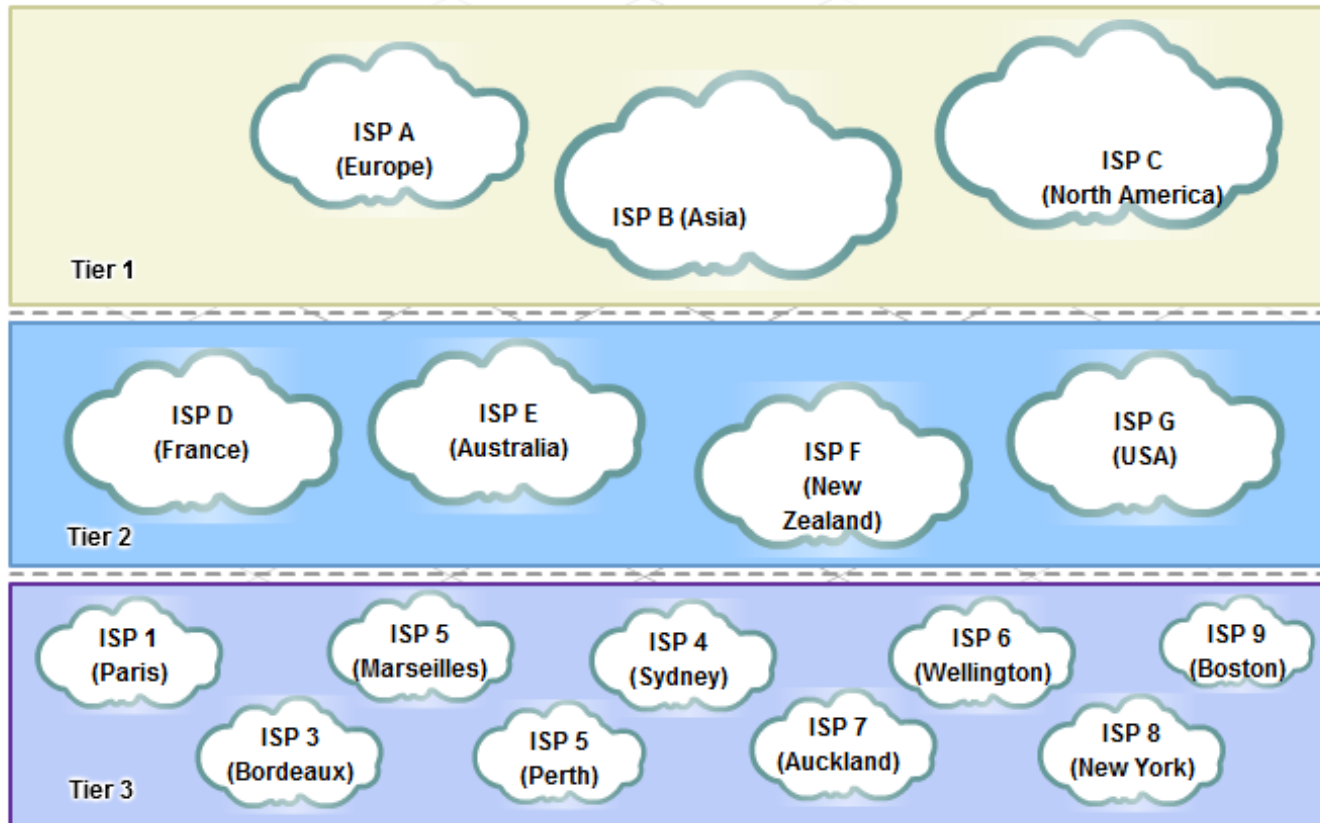 ISP A
(Europe)
ISP B (Asia)
ISP C
(North America)
Tier 1
ISP D
(France)
ISP E
(Australia)
ISP F
(New
Zealand)
ISP G
(USA)
Tier 2
ISP 1
(Paris)
ISP 5
(Marseilles)
ISP 4
(Sydney)
ISP 6
(Wellington)
ISP 9
(Boston)
ISP 3
(Bordeaux)
ISP 5
(Perth)
ISP 7
(Auckland)
ISP 8
(New York)
Tier 3